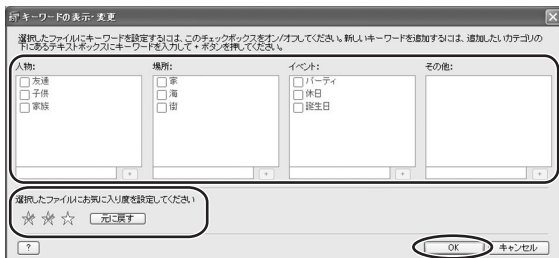 キーワードの表示・変更
選択したファイルにキーワードを設定するには、このチェックボックスをオン/オフしてください。新しいキーワードを追加するには、追加したいカテゴリの
下にあるテキストボックスにキーワードを入力して + ボタンを押してください。
人物: 場所: イベント: その他:
友達 家 パーティ
子供 海 休日
家族 街 誕生日
+ + + +
選択したファイルにお気に入り度を設定してください
元に戻す
? OK キャンセル